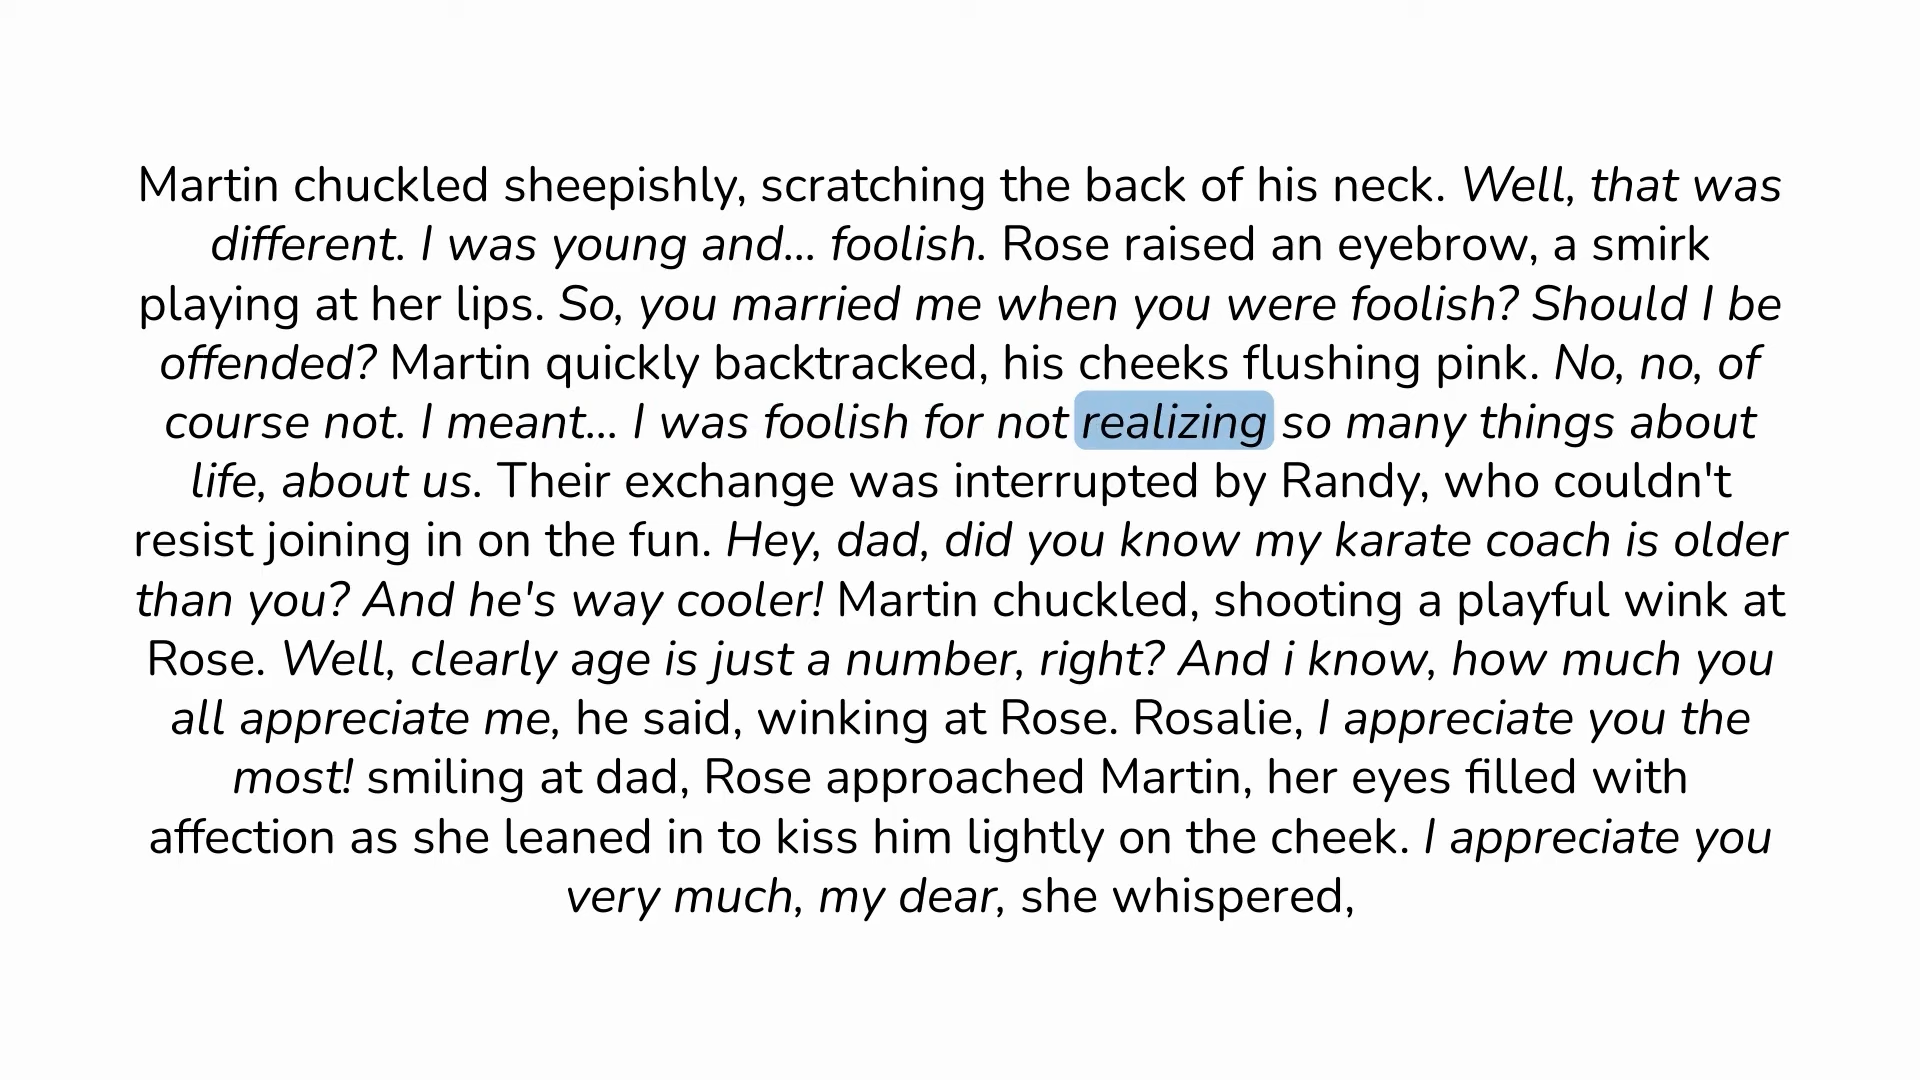 Martin chuckled sheepishly, scratching the back of his neck. Well, that was
different. I was young and... foolish. Rose raised an eyebrow, a smirk
playing at her lips. So, you married me when you were foolish? Should I be
offended? Martin quickly backtracked, his cheeks flushing pink. No, no, of
course not. I meant... I was foolish for not realizing so many things about
life, about us. Their exchange was interrupted by Randy, who couldn't
resist joining in on the fun. Hey, dad, did you know my karate coach is older
than you? And he's way cooler! Martin chuckled, shooting a playful wink at
Rose. Well, clearly age is just a number, right? And i know, how much you
all appreciate me, he said, winking at Rose. Rosalie, I appreciate you the
most! smiling at dad, Rose approached Martin, her eyes filled with
affection as she leaned in to kiss him lightly on the cheek. I appreciate you
very much, my dear, she whispered,